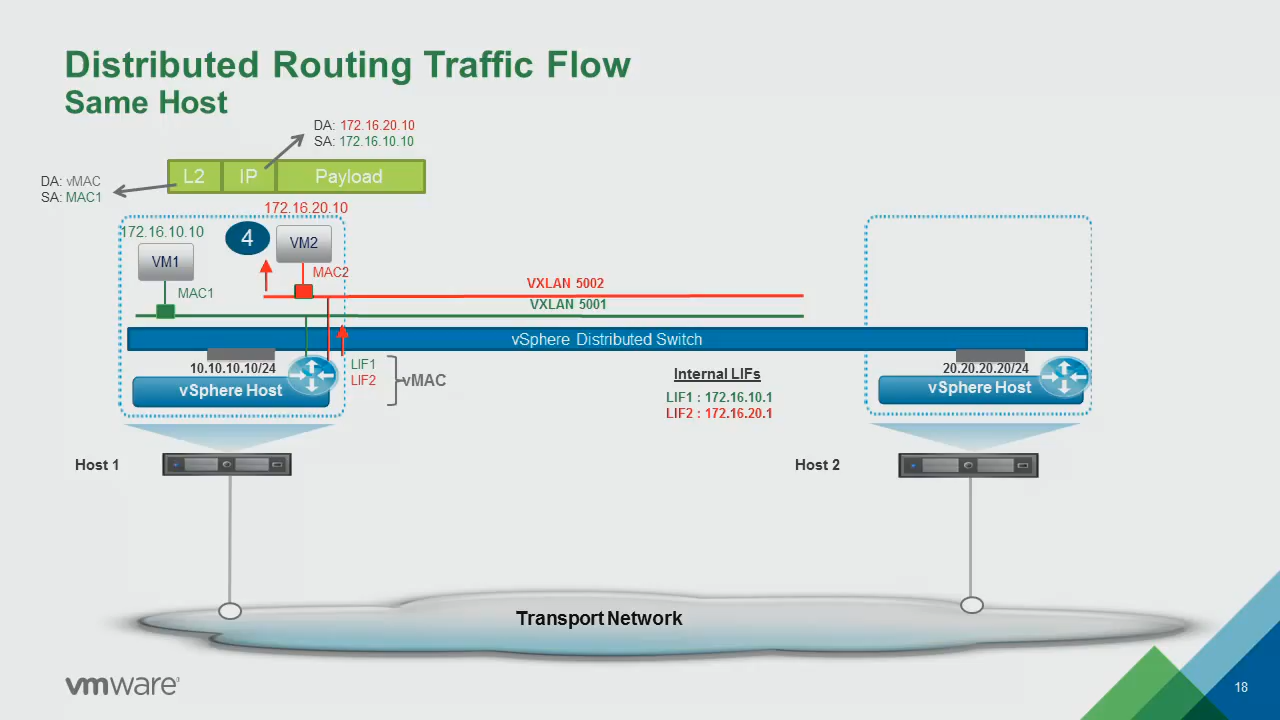 Distributed Routing Traffic Flow
Same Host
DA: 172.16.20.10
SA: 172.16.10.10
L2 IP Payload
DA: vMAC
SA: MAC1
172.16.20.10
172.16.10.10
4
VM2
VM1
MAC2
MAC1
VXLAN 5002
VXLAN 5001
vSphere Distributed Switch
10.10.10.10/24
vSphere Host
LIF1
LIF2
vMAC
Internal LIFs
LIF1 : 172.16.10.1
LIF2 : 172.16.20.1
20.20.20.20/24
vSphere Host
Host 1
Host 2
Transport Network
vmware
18